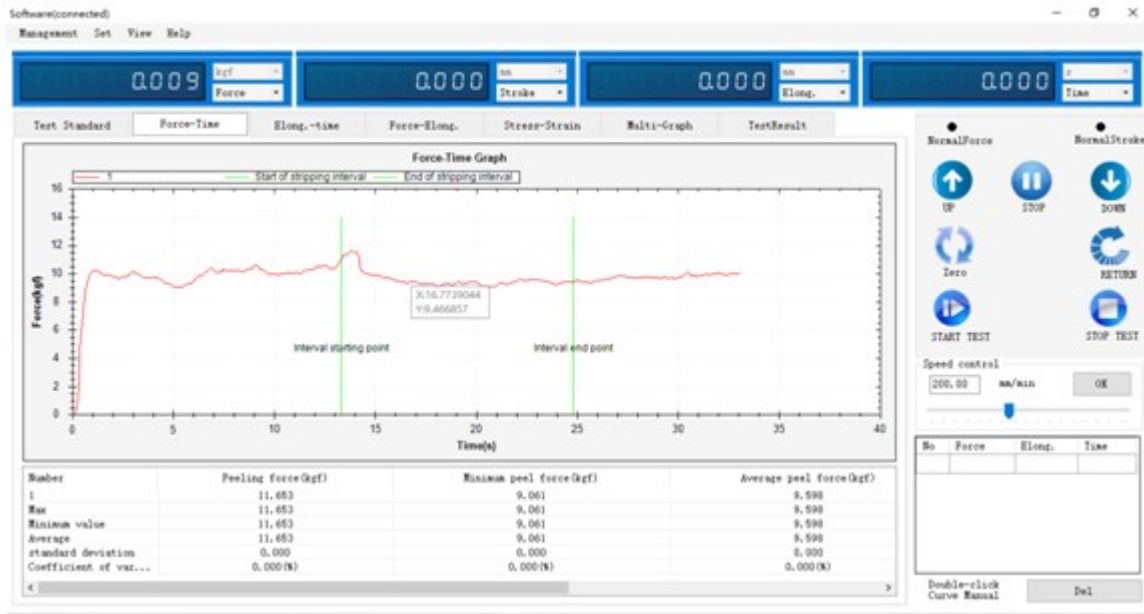 Software(connected)
Management Set View Help
0.009 kgf Force
0.000 mm Stroke
0.000 mm Elong.
0.000 s Time
Test Standard Force-Time Elong.-time Force-Elong. Stress-Strain Multi-Graph TestResult
Force-Time Graph
1 Start of stripping interval End of stripping interval
16
14
12
10
8
6
4
2
0
Force(kgf)
X:16.7739044
Y:9.466857
Interval starting point Interval end point
0 5 10 15 20 25 30 35 40
Time(s)
Number Peeling force(kgf) Minimum peel force(kgf) Average peel force(kgf)
1 11.653 9.061 9.598
Max 11.653 9.061 9.598
Minimum value 11.653 9.061 9.598
Average 11.653 9.061 9.598
standard deviation 0.000 0.000 0.000
Coefficient of var... 0.000(%) 0.000(%) 0.000(%)
NormalForce NormalStroke
UP STOP DOWN
Zero RETURN
START TEST STOP TEST
Speed control
200.00 mm/min OK
No Force Elong. Time
Double-click
Curve Manual
Del